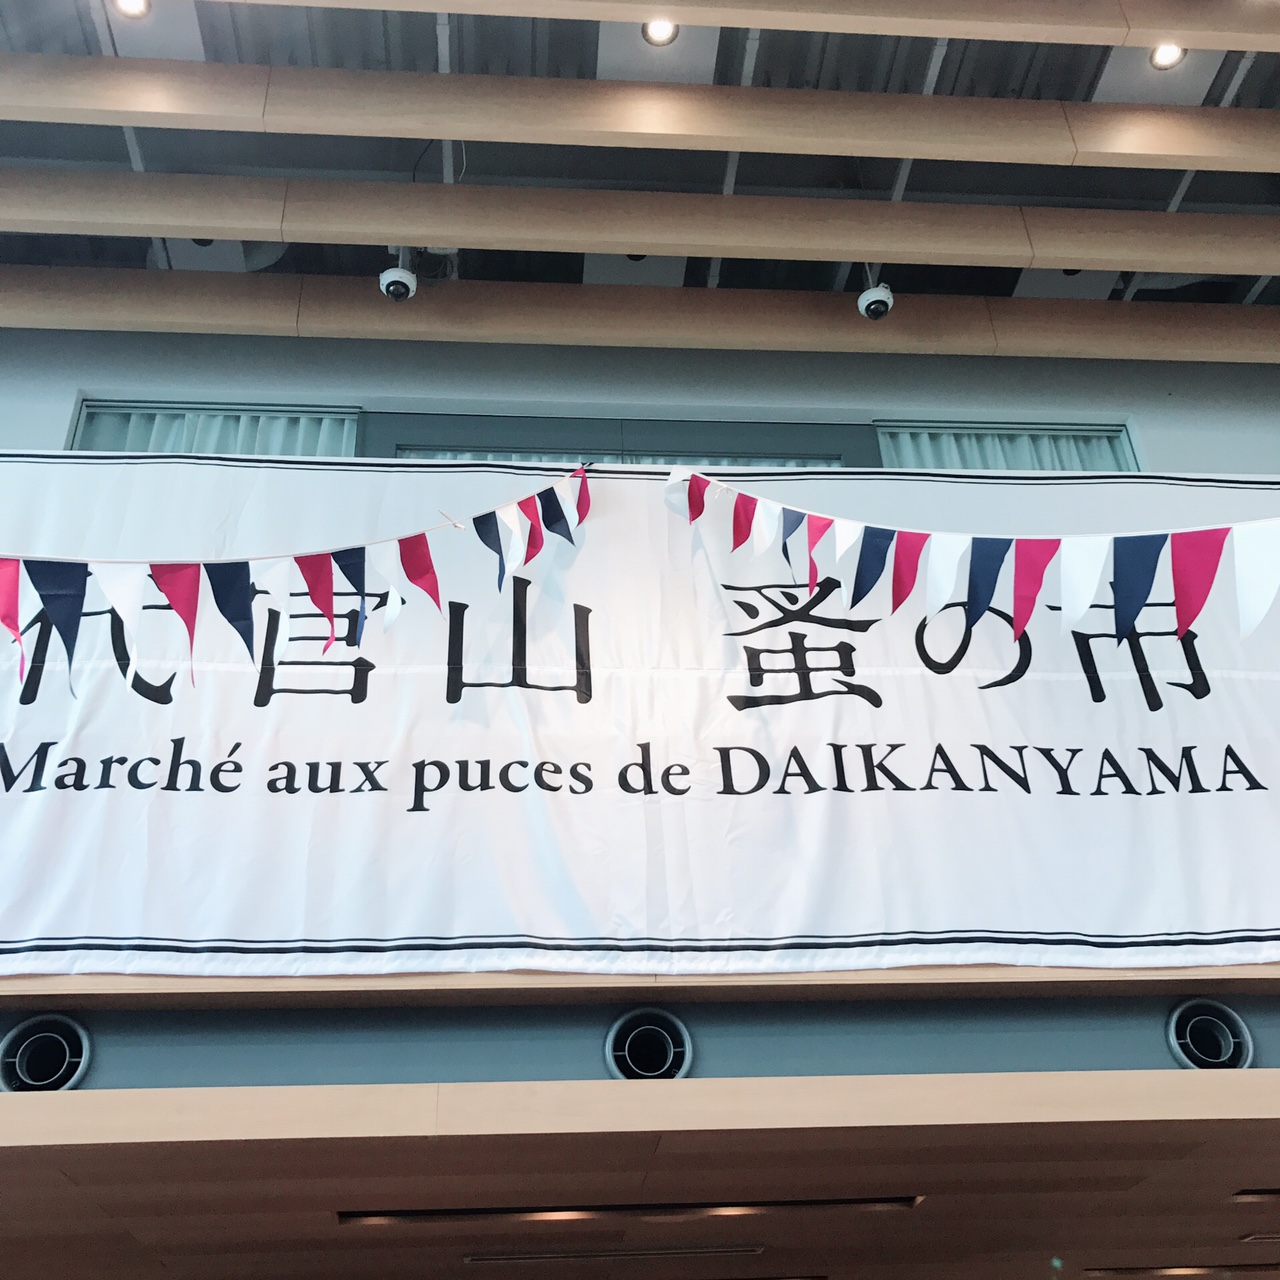 代官山 蚤の市
Marché aux puces de DAIKANYAMA